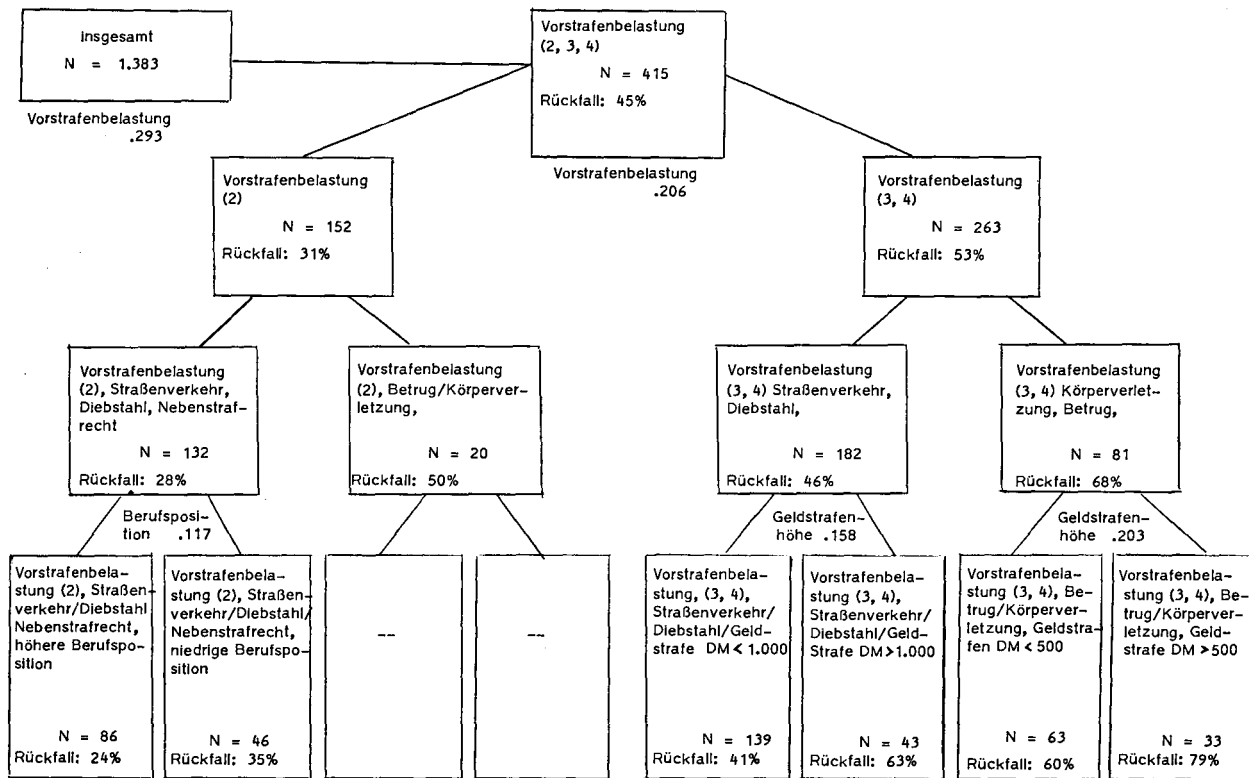 Insgesamt
N = 1.383
Vorstrafenbelastung
.293
Vorstrafenbelastung
(2, 3, 4)
N = 415
Rückfall: 45%
Vorstrafenbelastung
.206
Vorstrafenbelastung
(2)
N = 152
Rückfall: 31%
Vorstrafenbelastung
(3, 4)
N = 263
Rückfall: 53%
Vorstrafenbelastung
(2), Straßenverkehr,
Diebstahl, Nebenstraf-
recht
N = 132
Rückfall: 28%
Vorstrafenbelastung
(2), Betrug/Körperver-
letzung,
N = 20
Rückfall: 50%
Vorstrafenbelastung
(3, 4) Straßenverkehr,
Diebstahl,
N = 182
Rückfall: 46%
Vorstrafenbelastung
(3, 4) Körperverlet-
zung, Betrug,
N = 81
Rückfall: 68%
Berufsposi-
tion .117
Geldstrafen-
höhe .158
Geldstrafen-
höhe .203
Vorstrafenbela-
stung (2), Straßen-
verkehr/Diebstahl
Nebenstrafrecht,
höhere Berufspo-
sition
N = 86
Rückfall: 24%
Vorstrafenbela-
stung (2), Straßen-
verkehr/Diebstahl/
Nebenstrafrecht,
niedrige Berufspo-
sition
N = 46
Rückfall: 35%
--
--
Vorstrafenbela-
stung, (3, 4),
Straßenverkehr/
Diebstahl/Geld-
strafe DM < 1.000
N = 139
Rückfall: 41%
Vorstrafenbela-
stung (3, 4),
Straßenverkehr/
Diebstahl/Geld-
Strafe DM > 1.000
N = 43
Rückfall: 63%
Vorstrafenbela-
stung (3, 4), Be-
trug/Körperver-
letzung, Geldstra-
fen DM < 500
N = 63
Rückfall: 60%
Vorstrafenbela-
stung (3, 4), Be-
trug/Körperver-
letzung, Geld-
strafe DM > 500
N = 33
Rückfall: 79%